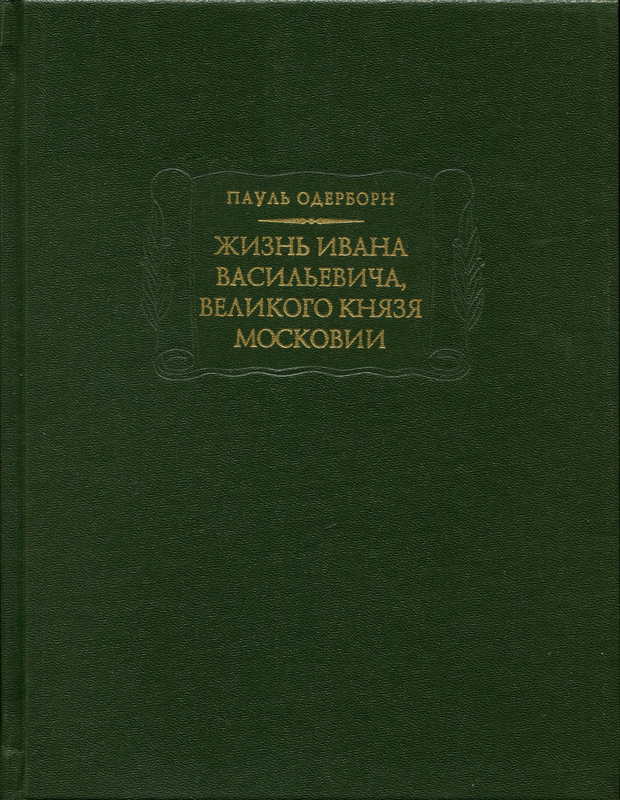 ПАУЛЬ ОДЕРБОРН
ЖИЗНЬ ИВАНА
ВАСИЛЬЕВИЧА,
ВЕЛИКОГО КНЯЗЯ
МОСКОВИИ